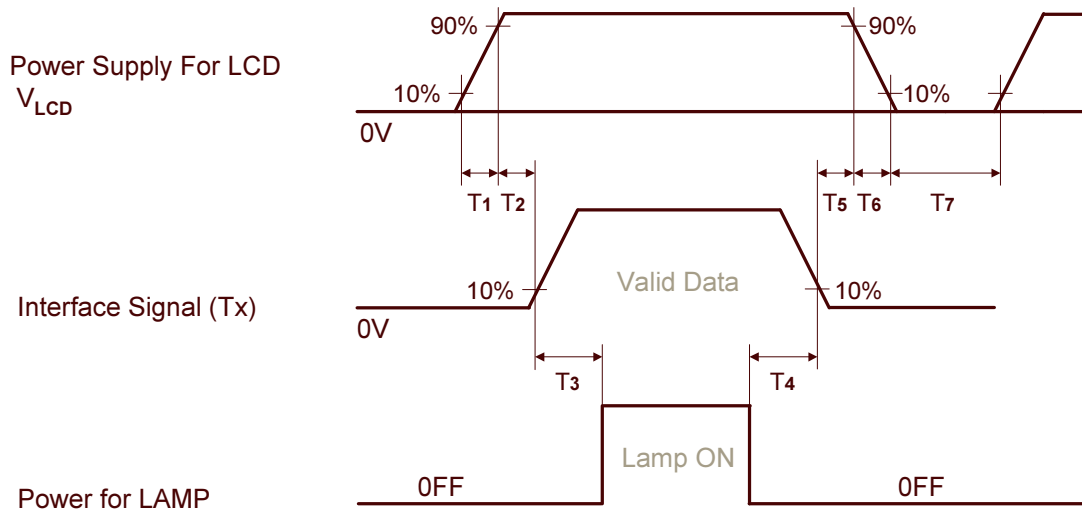 90%
90%
Power Supply For LCD
VLCD
10%
10%
0V
T1 T2 T5 T6 T7
Valid Data
10%
10%
Interface Signal (Tx)
0V
T3 T4
Lamp ON
0FF
0FF
Power for LAMP